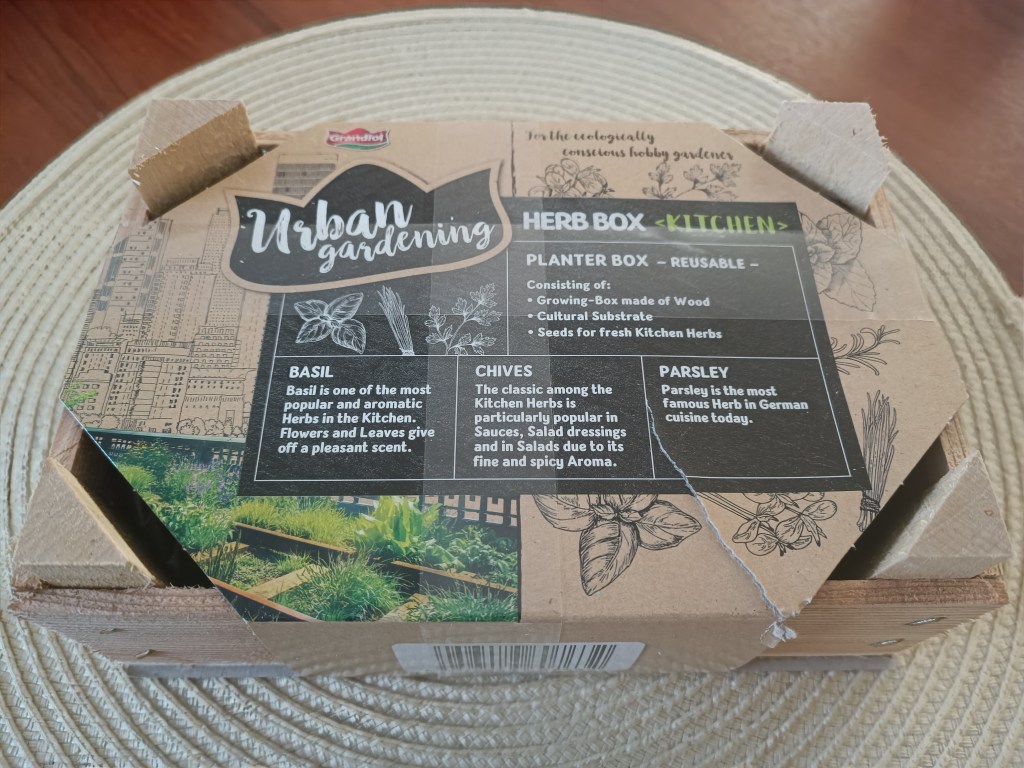 Grandiol
For the ecologically
conscious hobby gardener
Urban
gardening
HERB BOX <KITCHEN>
PLANTER BOX – REUSABLE –
Consisting of:
• Growing-Box made of Wood
• Cultural Substrate
• Seeds for fresh Kitchen Herbs
BASIL
Basil is one of the most
popular and aromatic
Herbs in the Kitchen.
Flowers and Leaves give
off a pleasant scent.
CHIVES
The classic among the
Kitchen Herbs is
particularly popular in
Sauces, Salad dressings
and in Salads due to its
fine and spicy Aroma.
PARSLEY
Parsley is the most
famous Herb in German
cuisine today.